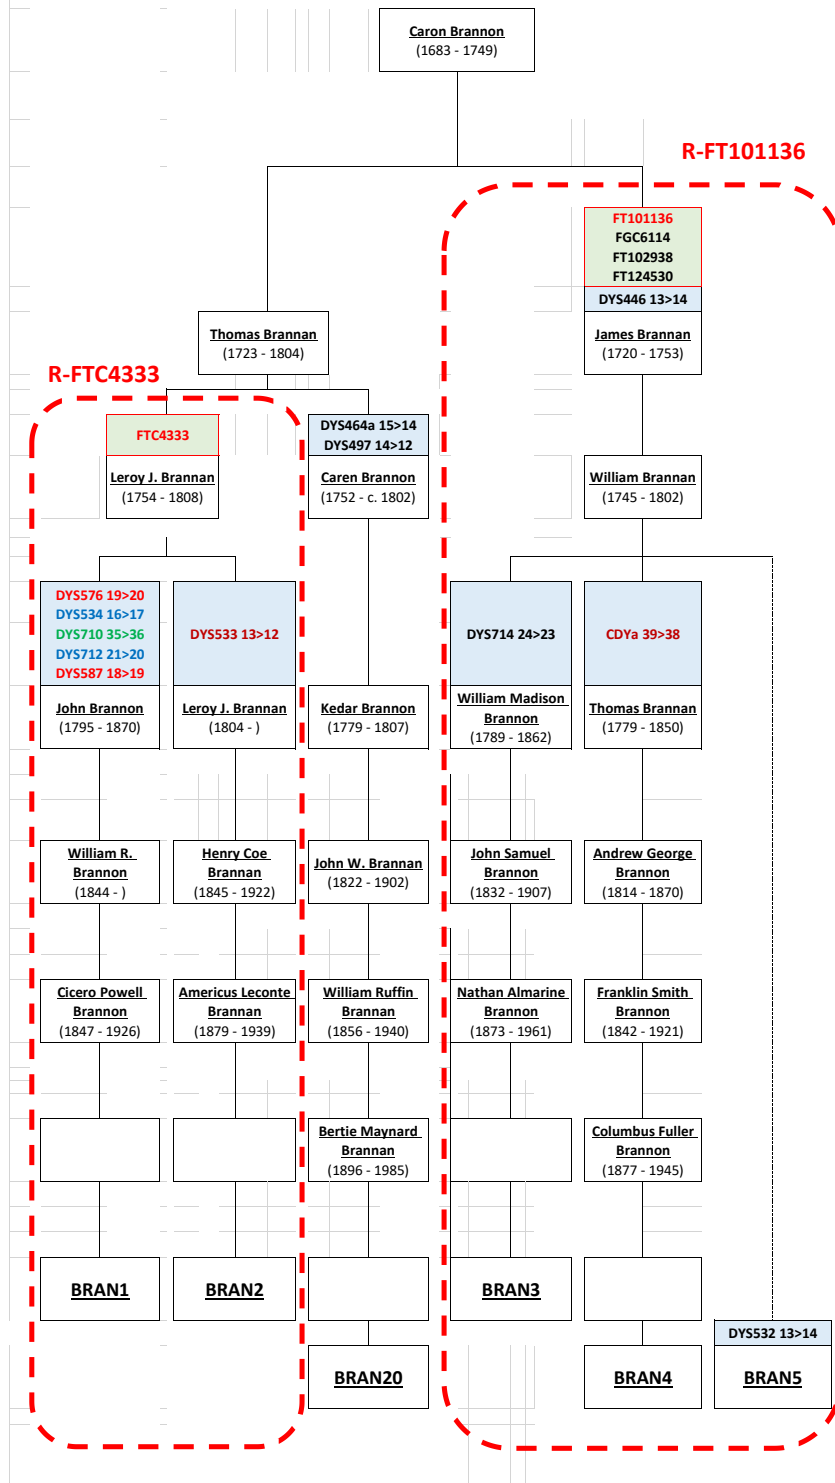 Caron Brannon
(1683 - 1749)
R-FT101136
FT101136
FGC6114
FT102938
FT124530
DYS446 13>14
Thomas Brannan
(1723 - 1804)
James Brannan
(1720 - 1753)
R-FTC4333
FTC4333
DYS464a 15>14
DYS497 14>12
Leroy J. Brannan
(1754 - 1808)
Caren Brannon
(1752 - c. 1802)
William Brannan
(1745 - 1802)
DYS576 19>20
DYS534 16>17
DYS710 35>36
DYS712 21>20
DYS587 18>19
DYS533 13>12
DYS714 24>23
CDYa 39>38
John Brannon
(1795 - 1870)
Leroy J. Brannan
(1804 - )
Kedar Brannon
(1779 - 1807)
William Madison
Brannon
(1789 - 1862)
Thomas Brannan
(1779 - 1850)
William R.
Brannon
(1844 - )
Henry Coe
Brannan
(1845 - 1922)
John W. Brannan
(1822 - 1902)
John Samuel
Brannon
(1832 - 1907)
Andrew George
Brannon
(1814 - 1870)
Cicero Powell
Brannon
(1847 - 1926)
Americus Leconte
Brannan
(1879 - 1939)
William Ruffin
Brannan
(1856 - 1940)
Nathan Almarine
Brannon
(1873 - 1961)
Franklin Smith
Brannon
(1842 - 1921)
Bertie Maynard
Brannan
(1896 - 1985)
Columbus Fuller
Brannon
(1877 - 1945)
BRAN1
BRAN2
BRAN3
DYS532 13>14
BRAN20
BRAN4
BRAN5